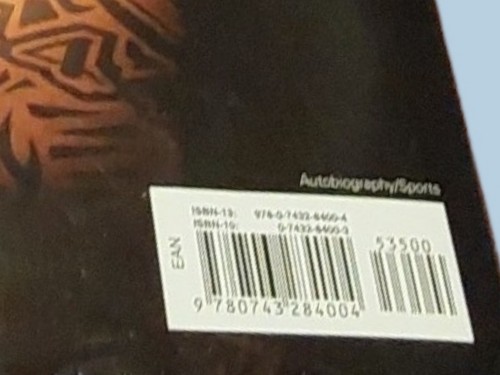 Autobiography/Sports
ISBN-13: 978-0-7432-8400-4
ISBN-10: 0-7432-8400-3
EAN
53500
9 780743 284004